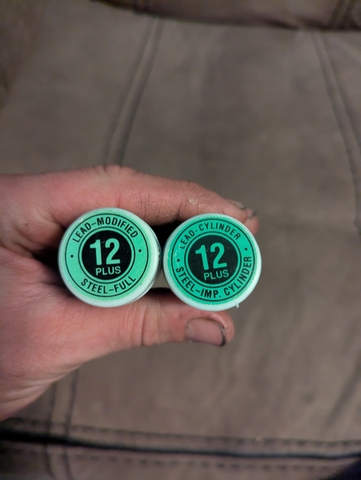 LEAD-MODIFIED
12
PLUS
STEEL-FULL
LEAD-CYLINDER
12
PLUS
STEEL-IMP. CYLINDER